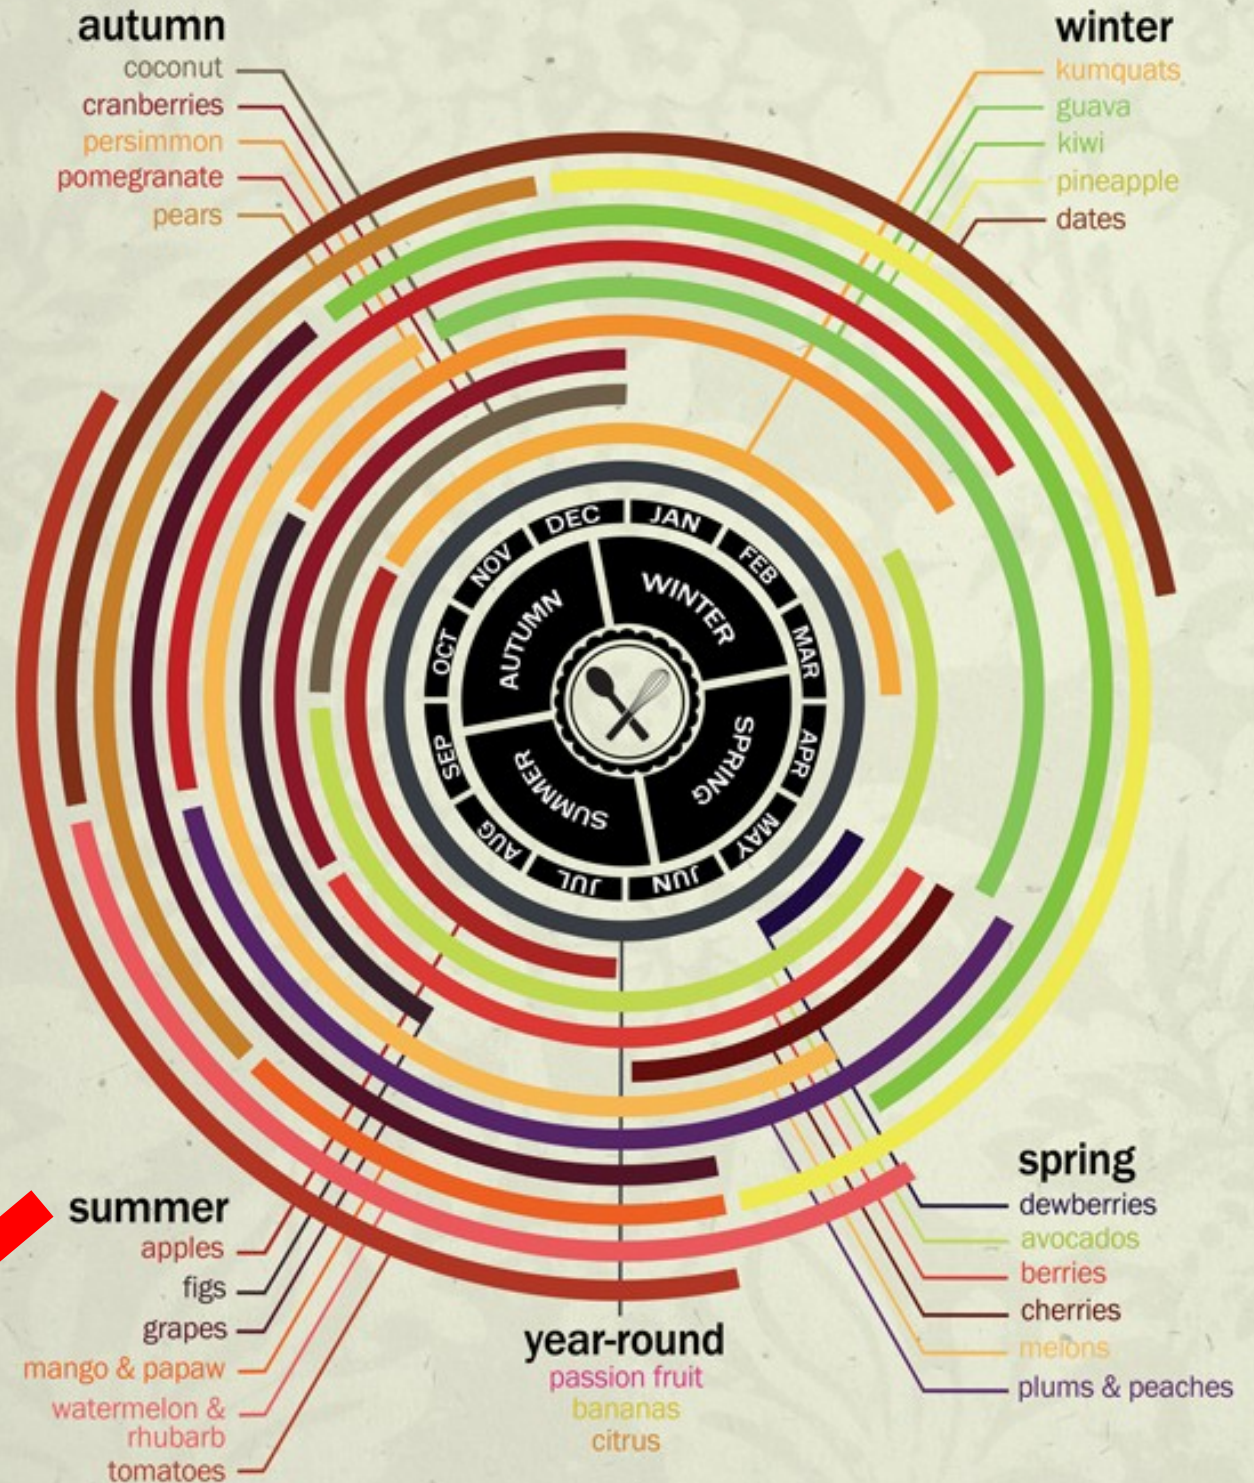 autumn
coconut
cranberries
persimmon
pomegranate
pears
winter
kumquats
guava
kiwi
pineapple
dates
JAN
FEB
MAR
APR
MAY
JUN
JUL
AUG
SEP
OCT
NOV
DEC
WINTER
SPRING
SUMMER
AUTUMN
summer
apples
figs
grapes
mango & papaw
watermelon &
rhubarb
tomatoes
year-round
passion fruit
bananas
citrus
spring
dewberries
avocados
berries
cherries
melons
plums & peaches